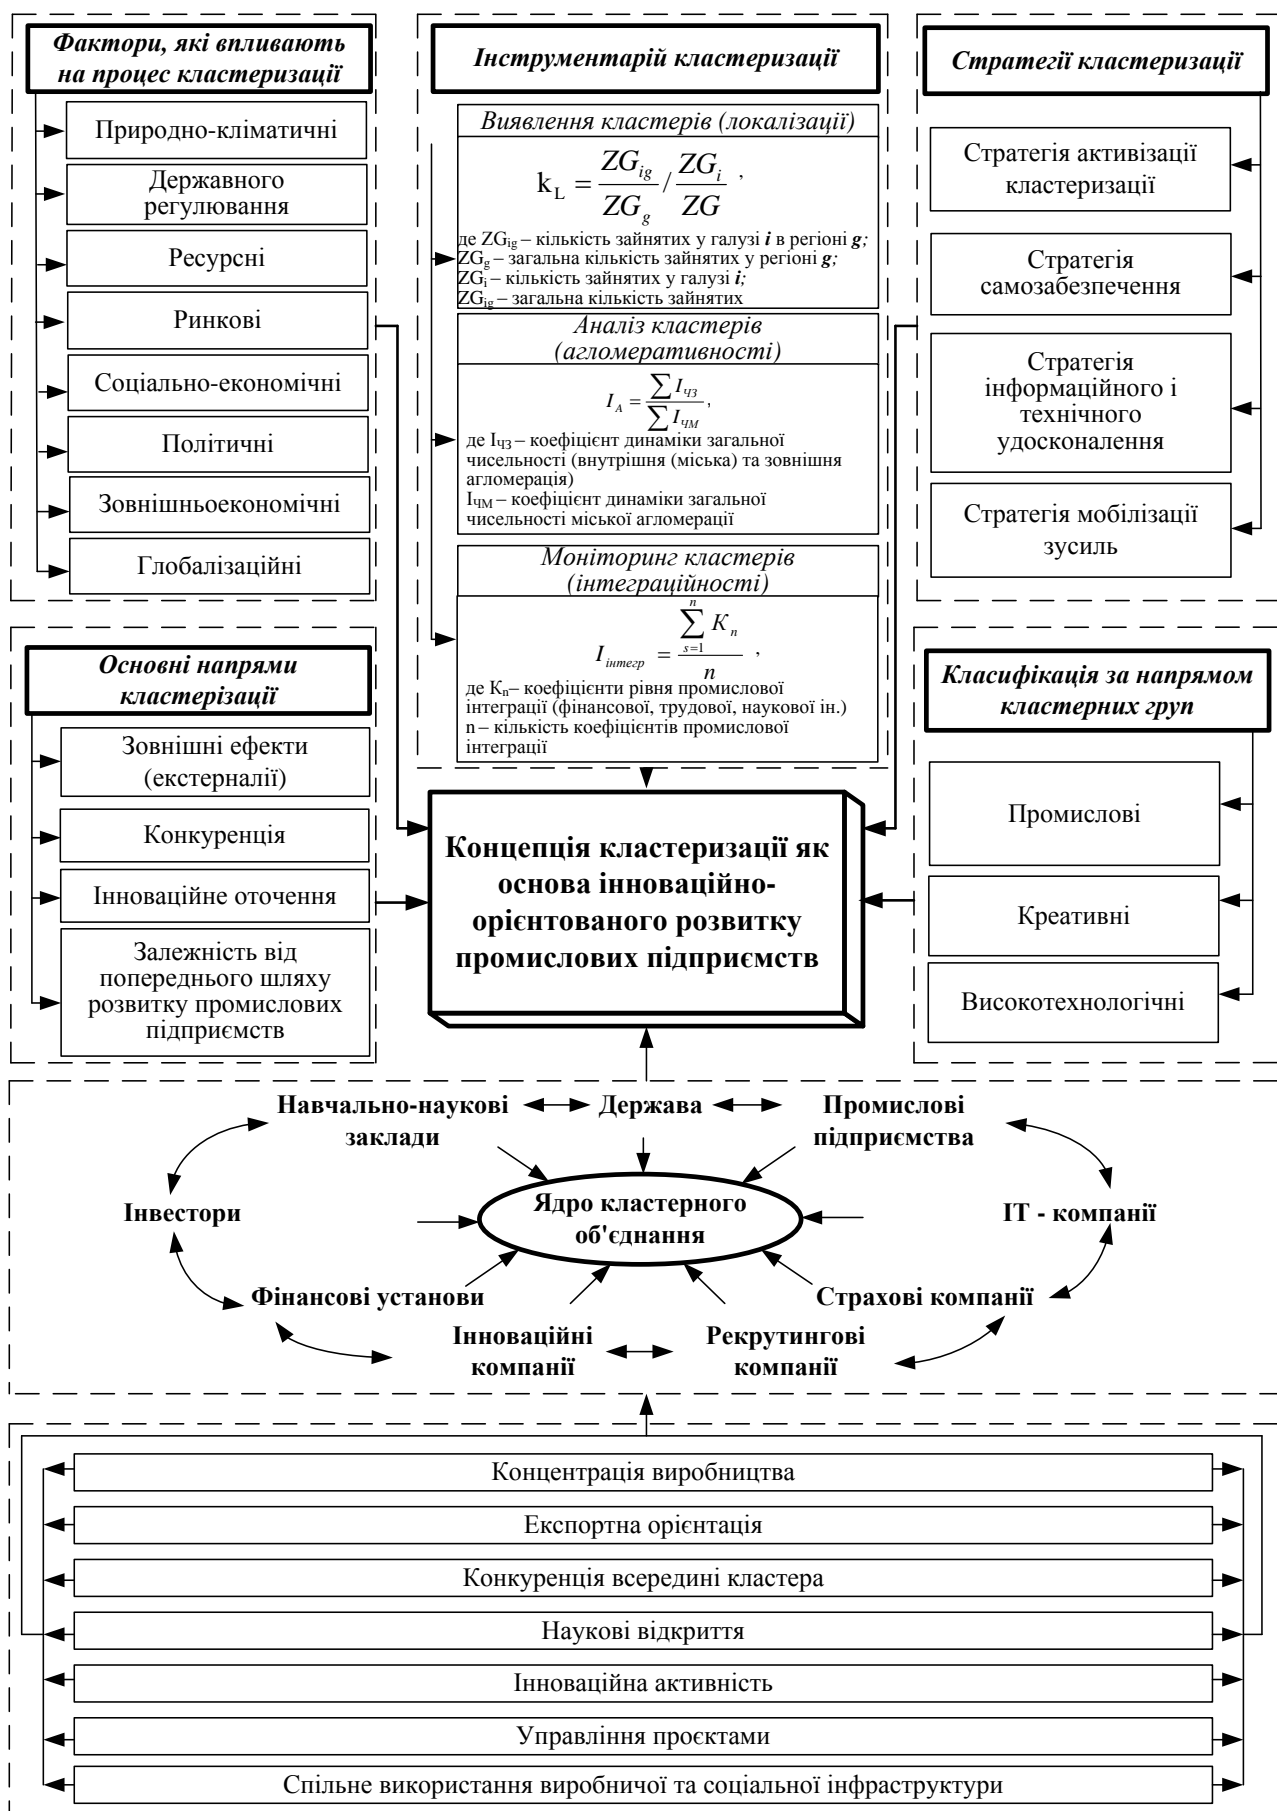 Фактори, які впливають
на процес кластеризації
Природно-кліматичні
Державного
регулювання
Ресурсні
Ринкові
Соціально-економічні
Політичні
Зовнішньоекономічні
Глобалізаційні
Інструментарій кластеризації
Виявлення кластерів (локалізації)
k_L = ZG_ig / ZG_g / ZG_i / ZG ,
де ZG_ig – кількість зайнятих у галузі i в регіоні g;
ZG_g – загальна кількість зайнятих у регіоні g;
ZG_i – кількість зайнятих у галузі i;
ZG_ig – загальна кількість зайнятих
Аналіз кластерів
(агломеративності)
I_A = ∑ I_ЧЗ / ∑ I_ЧМ ,
де I_ЧЗ – коефіцієнт динаміки загальної
чисельності (внутрішня (міська) та зовнішня
агломерація)
I_ЧМ – коефіцієнт динаміки загальної
чисельності міської агломерації
Моніторинг кластерів
(інтеграційності)
I_інтегр = ∑_{s=1}^{n} K_n / n ,
де K_n– коефіцієнти рівня промислової
інтеграції (фінансової, трудової, наукової ін.)
n – кількість коефіцієнтів промислової
інтеграції
Стратегії кластеризації
Стратегія активізації
кластеризації
Стратегія
самозабезпечення
Стратегія
інформаційного і
технічного
удосконалення
Стратегія мобілізації
зусиль
Основні напрями
кластерізації
Зовнішні ефекти
(екстерналії)
Конкуренція
Інноваційне оточення
Залежність від
попереднього шляху
розвитку промислових
підприємств
Концепція кластеризації як
основа інноваційно-
орієнтованого розвитку
промислових підприємств
Класифікація за напрямом
кластерних груп
Промислові
Креативні
Високотехнологічні
Навчально-наукові
заклади
Держава
Промислові
підприємства
Інвестори
Ядро кластерного
об'єднання
ІТ - компанії
Фінансові установи
Страхові компанії
Інноваційні
компанії
Рекрутингові
компанії
Концентрація виробництва
Експортна орієнтація
Конкуренція всередині кластера
Наукові відкриття
Інноваційна активність
Управління проєктами
Спільне використання виробничої та соціальної інфраструктури